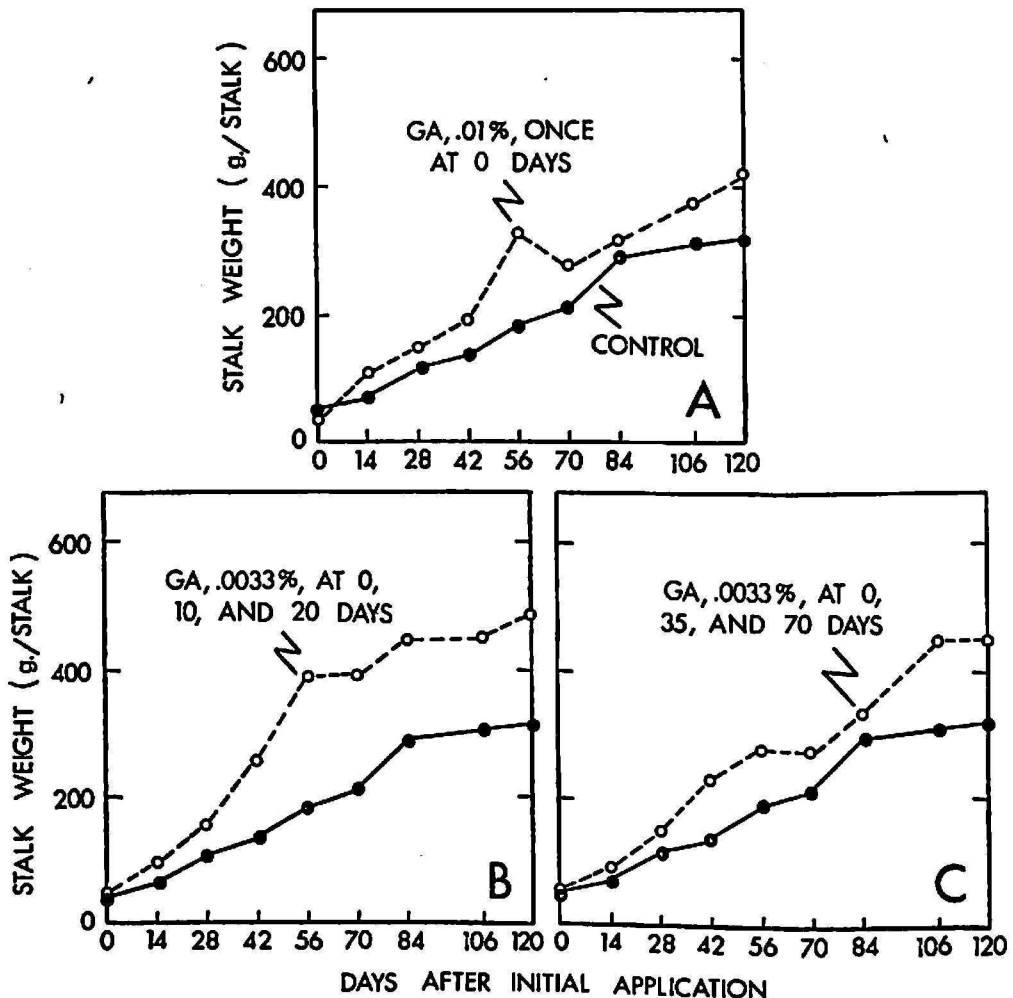 STALK WEIGHT (g./STALK)
600
400
200
0
GA, .01%, ONCE
AT 0 DAYS
CONTROL
A
0 14 28 42 56 70 84 106 120
STALK WEIGHT (g./STALK)
600
400
200
0
GA, .0033%, AT 0,
10, AND 20 DAYS
B
0 14 28 42 56 70 84 106 120
GA, .0033%, AT 0,
35, AND 70 DAYS
C
0 14 28 42 56 70 84 106 120
DAYS AFTER INITIAL APPLICATION